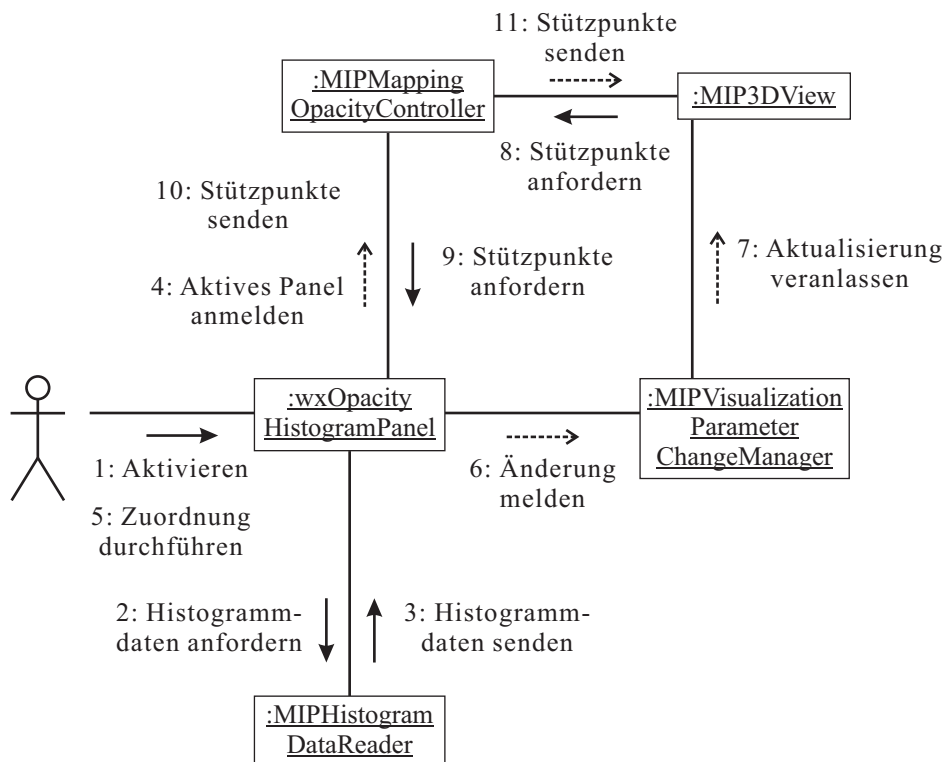 11: Stützpunkte
senden
:MIPMapping
OpacityController
:MIP3DView
8: Stützpunkte
anfordern
10: Stützpunkte
senden
9: Stützpunkte
anfordern
7: Aktualisierung
veranlassen
4: Aktives Panel
anmelden
:wxOpacity
HistogramPanel
:MIPVisualization
Parameter
ChangeManager
1: Aktivieren
6: Änderung
melden
5: Zuordnung
durchführen
2: Histogramm-
daten anfordern
3: Histogramm-
daten senden
:MIPHistogram
DataReader